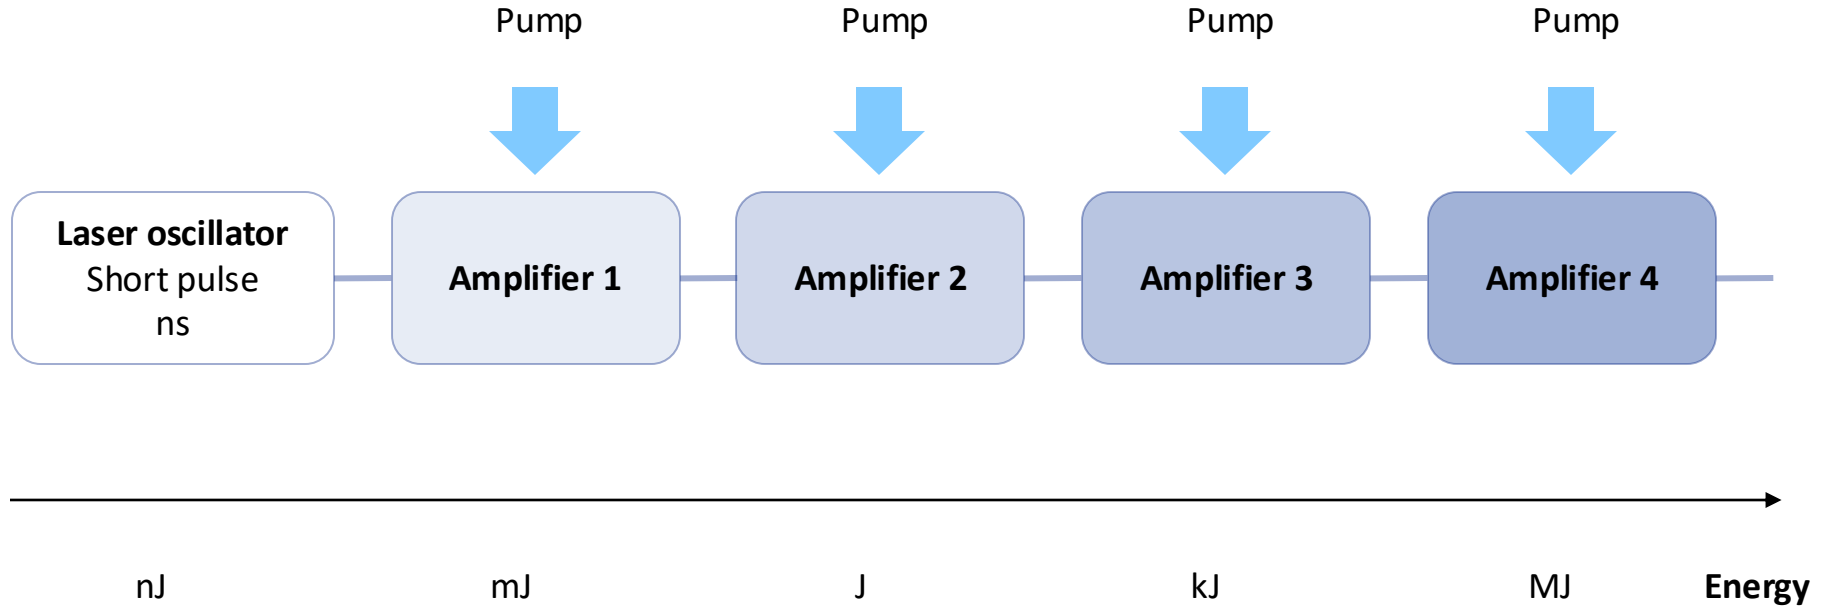 Pump Pump Pump Pump
Laser oscillator
Short pulse
ns
Amplifier 1 Amplifier 2 Amplifier 3 Amplifier 4
nJ mJ J kJ MJ Energy